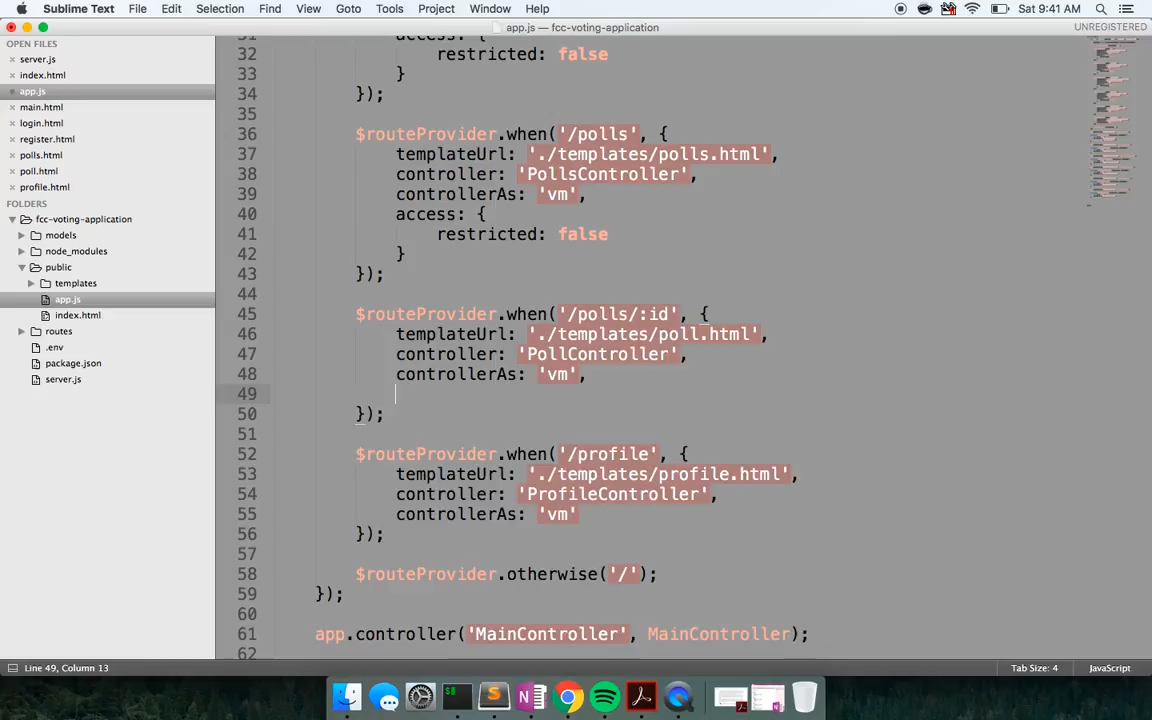 Sublime Text File Edit Selection Find View Goto Tools Project Window Help Sat 9:41 AM
app.js — fcc-voting-application UNREGISTERED
OPEN FILES
server.js
index.html
app.js
main.html
login.html
register.html
polls.html
poll.html
profile.html
FOLDERS
fcc-voting-application
models
node_modules
public
templates
app.js
index.html
routes
.env
package.json
server.js
31 access: {
32 restricted: false
33 }
34 });
35
36 $routeProvider.when('/polls', {
37 templateUrl: './templates/polls.html',
38 controller: 'PollsController',
39 controllerAs: 'vm',
40 access: {
41 restricted: false
42 }
43 });
44
45 $routeProvider.when('/polls/:id', {
46 templateUrl: './templates/poll.html',
47 controller: 'PollController',
48 controllerAs: 'vm',
49
50 });
51
52 $routeProvider.when('/profile', {
53 templateUrl: './templates/profile.html',
54 controller: 'ProfileController',
55 controllerAs: 'vm'
56 });
57
58 $routeProvider.otherwise('/');
59 });
60
61 app.controller('MainController', MainController);
62
Line 49, Column 13 Tab Size: 4 JavaScript